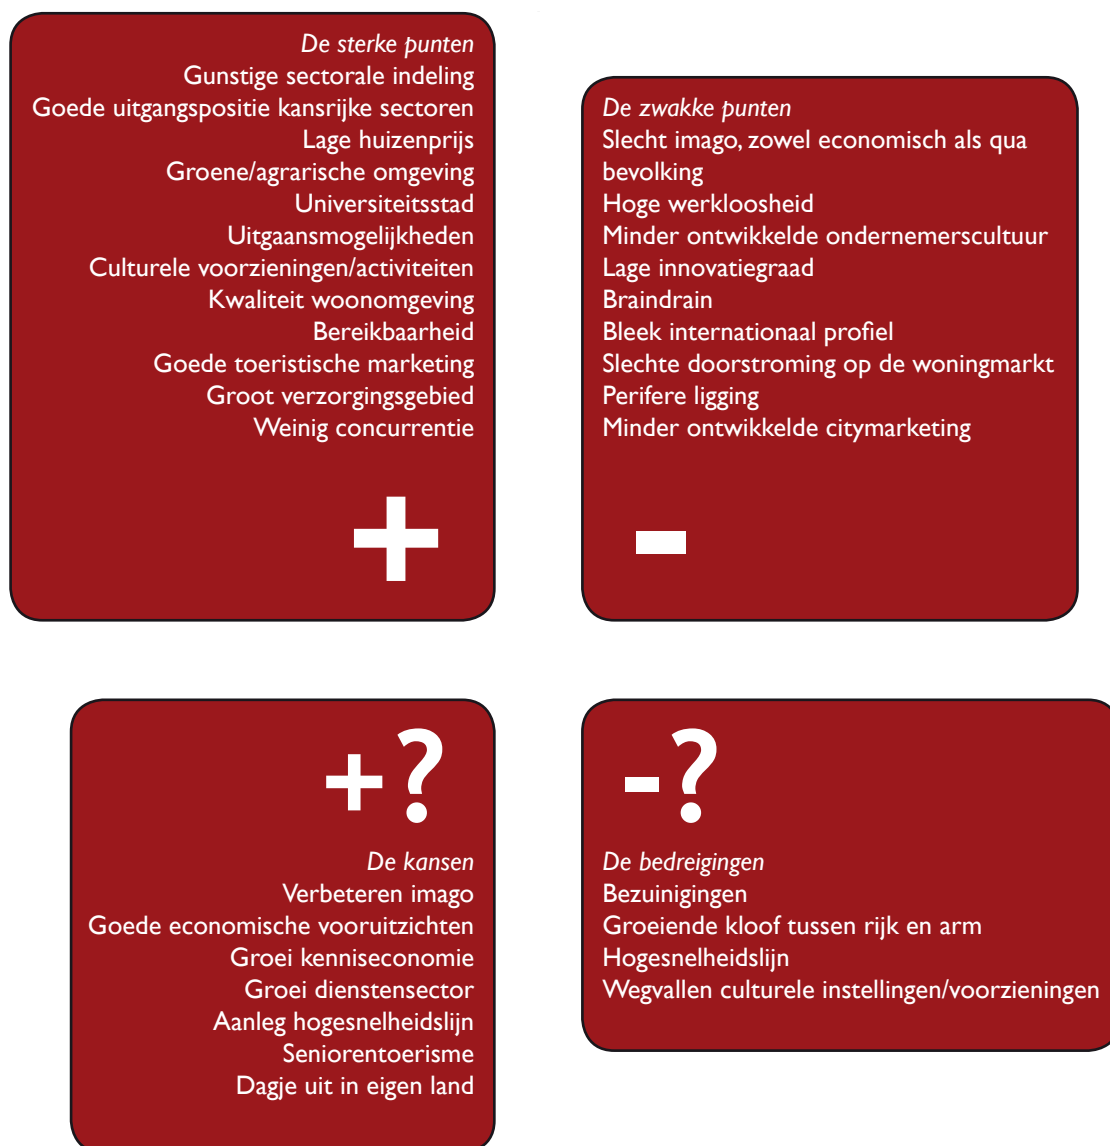 De sterke punten
Gunstige sectorale indeling
Goede uitgangspositie kansrijke sectoren
Lage huizenprijs
Groene/agrarische omgeving
Universiteitsstad
Uitgaansmogelijkheden
Culturele voorzieningen/activiteiten
Kwaliteit woonomgeving
Bereikbaarheid
Goede toeristische marketing
Groot verzorgingsgebied
Weinig concurrentie
+
De zwakke punten
Slecht imago, zowel economisch als qua
bevolking
Hoge werkloosheid
Minder ontwikkelde ondernemerscultuur
Lage innovatiegraad
Braindrain
Bleek internationaal profiel
Slechte doorstroming op de woningmarkt
Perifere ligging
Minder ontwikkelde citymarketing
-
+?
De kansen
Verbeteren imago
Goede economische vooruitzichten
Groei kenniseconomie
Groei dienstensector
Aanleg hogesnelheidslijn
Seniorentoerisme
Dagje uit in eigen land
-?
De bedreigingen
Bezuinigingen
Groeiende kloof tussen rijk en arm
Hogesnelheidslijn
Wegvallen culturele instellingen/voorzieningen